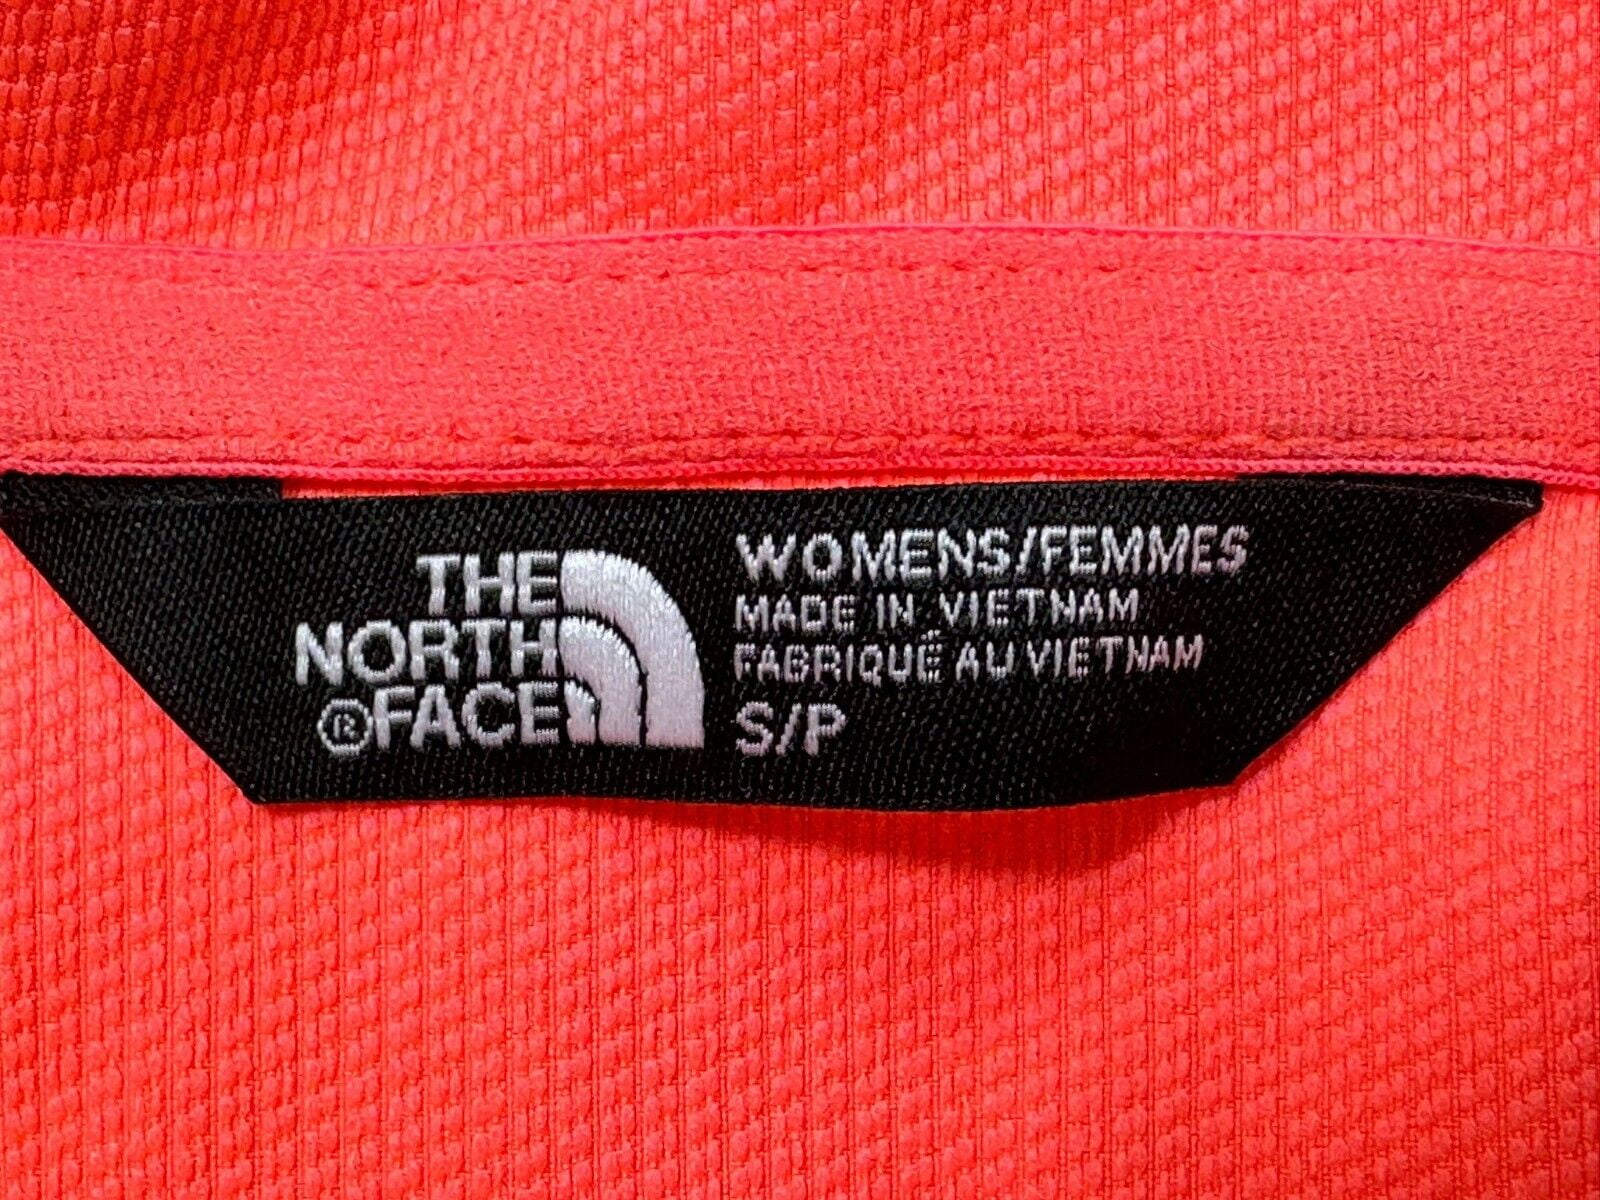 THE
NORTH
®FACE
WOMENS/FEMMES
MADE IN VIETNAM
FABRIQUÉ AU VIETNAM
S/P